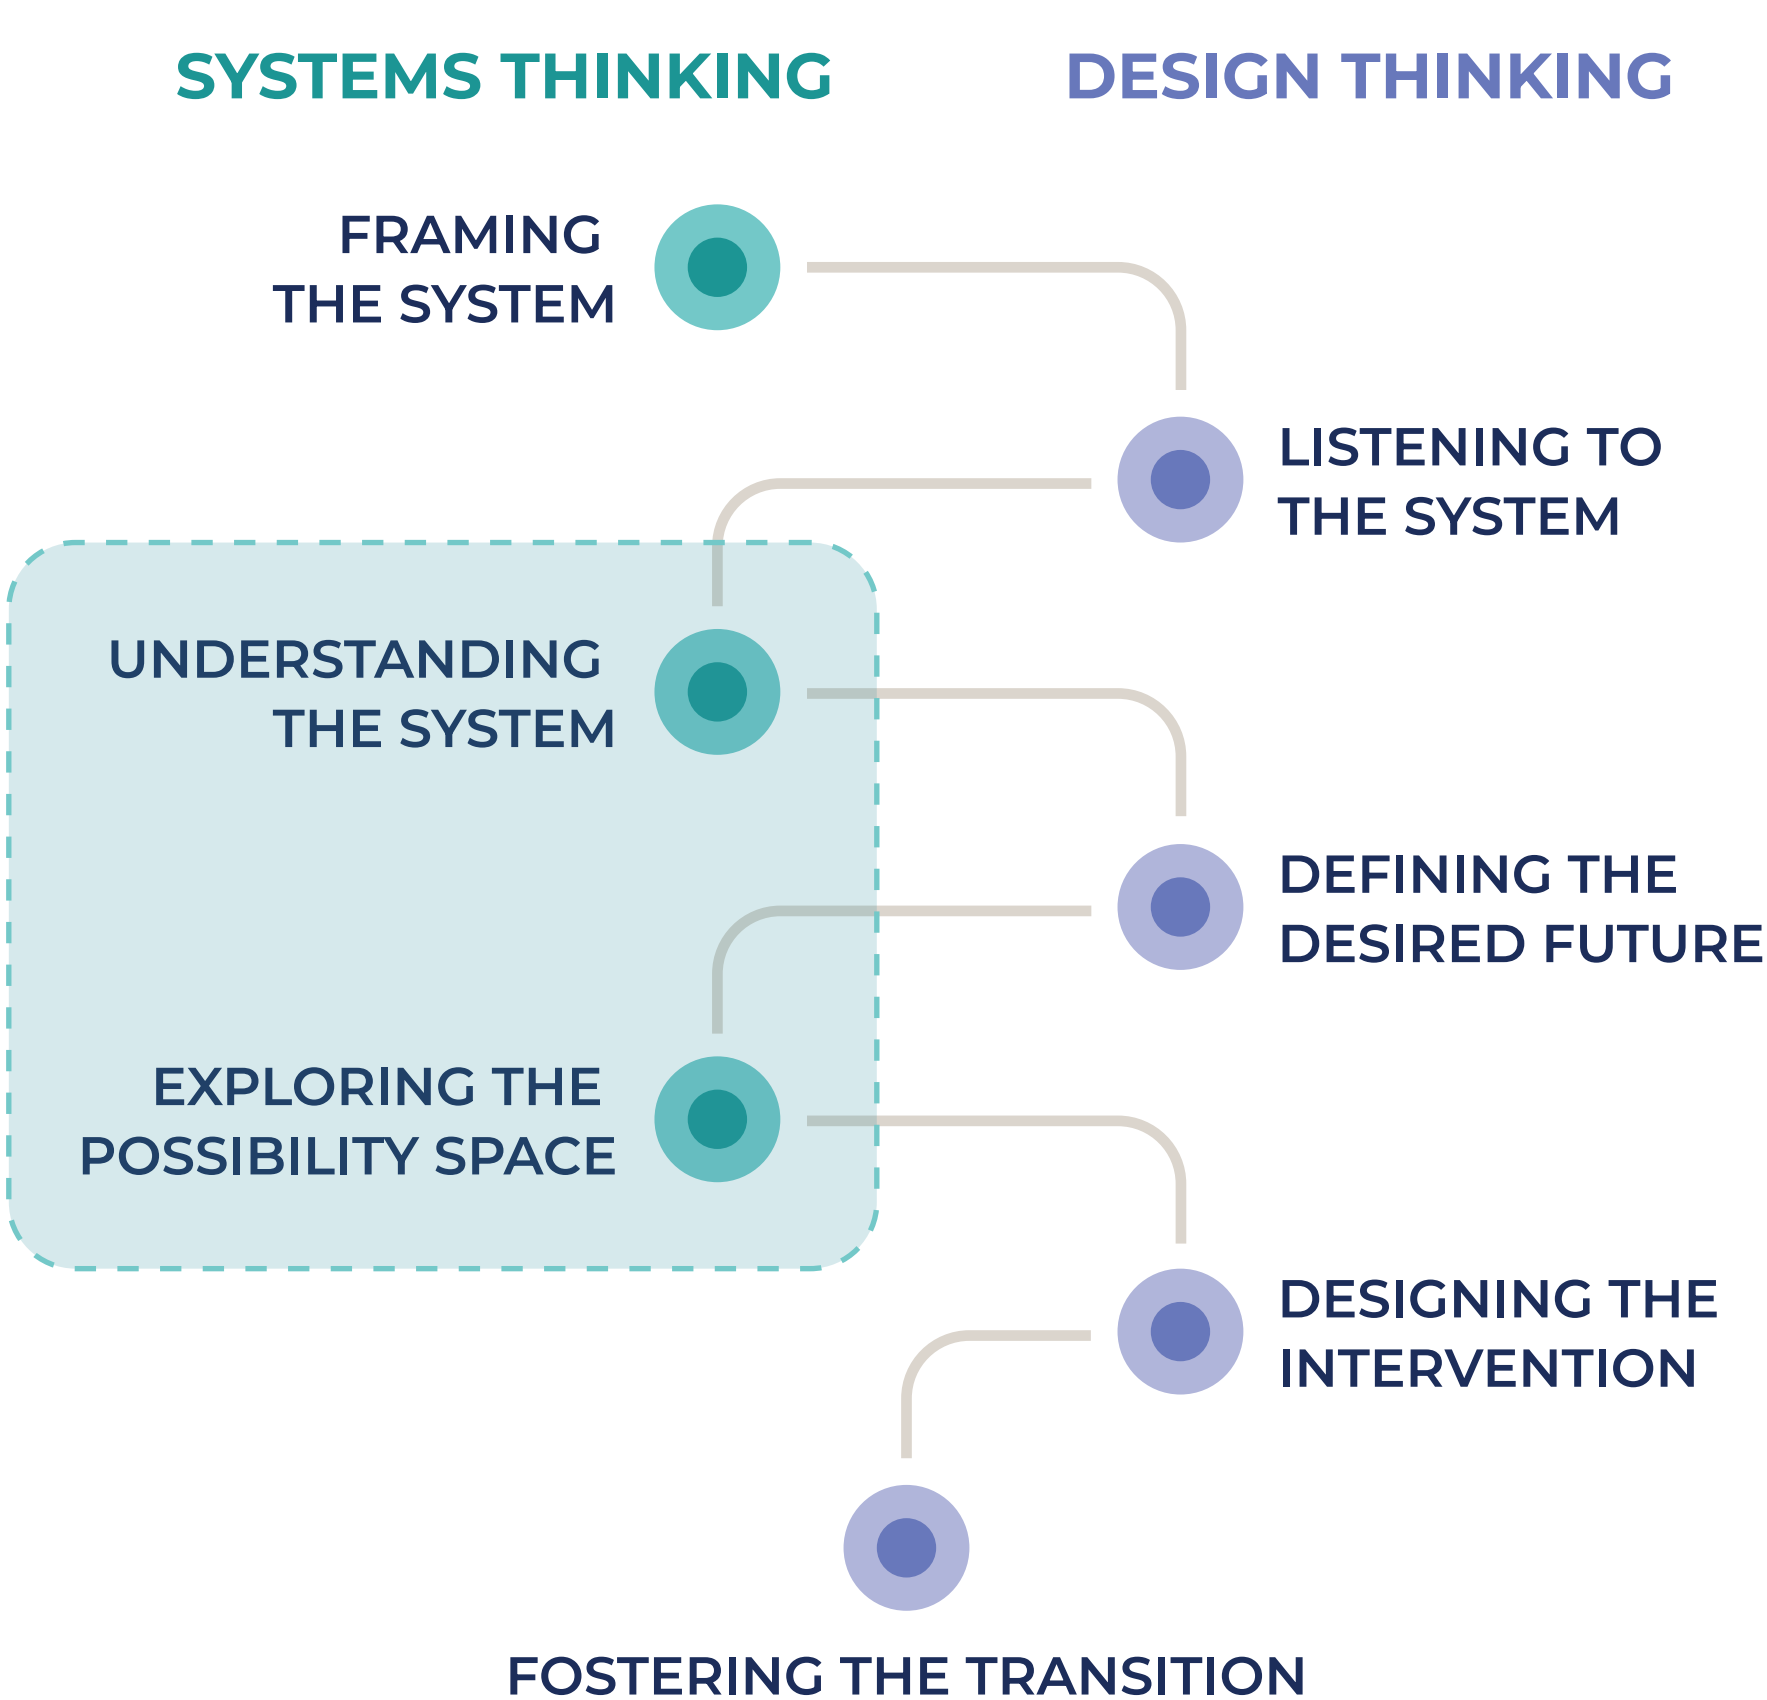 SYSTEMS THINKING
DESIGN THINKING
FRAMING
THE SYSTEM
LISTENING TO
THE SYSTEM
UNDERSTANDING
THE SYSTEM
DEFINING THE
DESIRED FUTURE
EXPLORING THE
POSSIBILITY SPACE
DESIGNING THE
INTERVENTION
FOSTERING THE TRANSITION